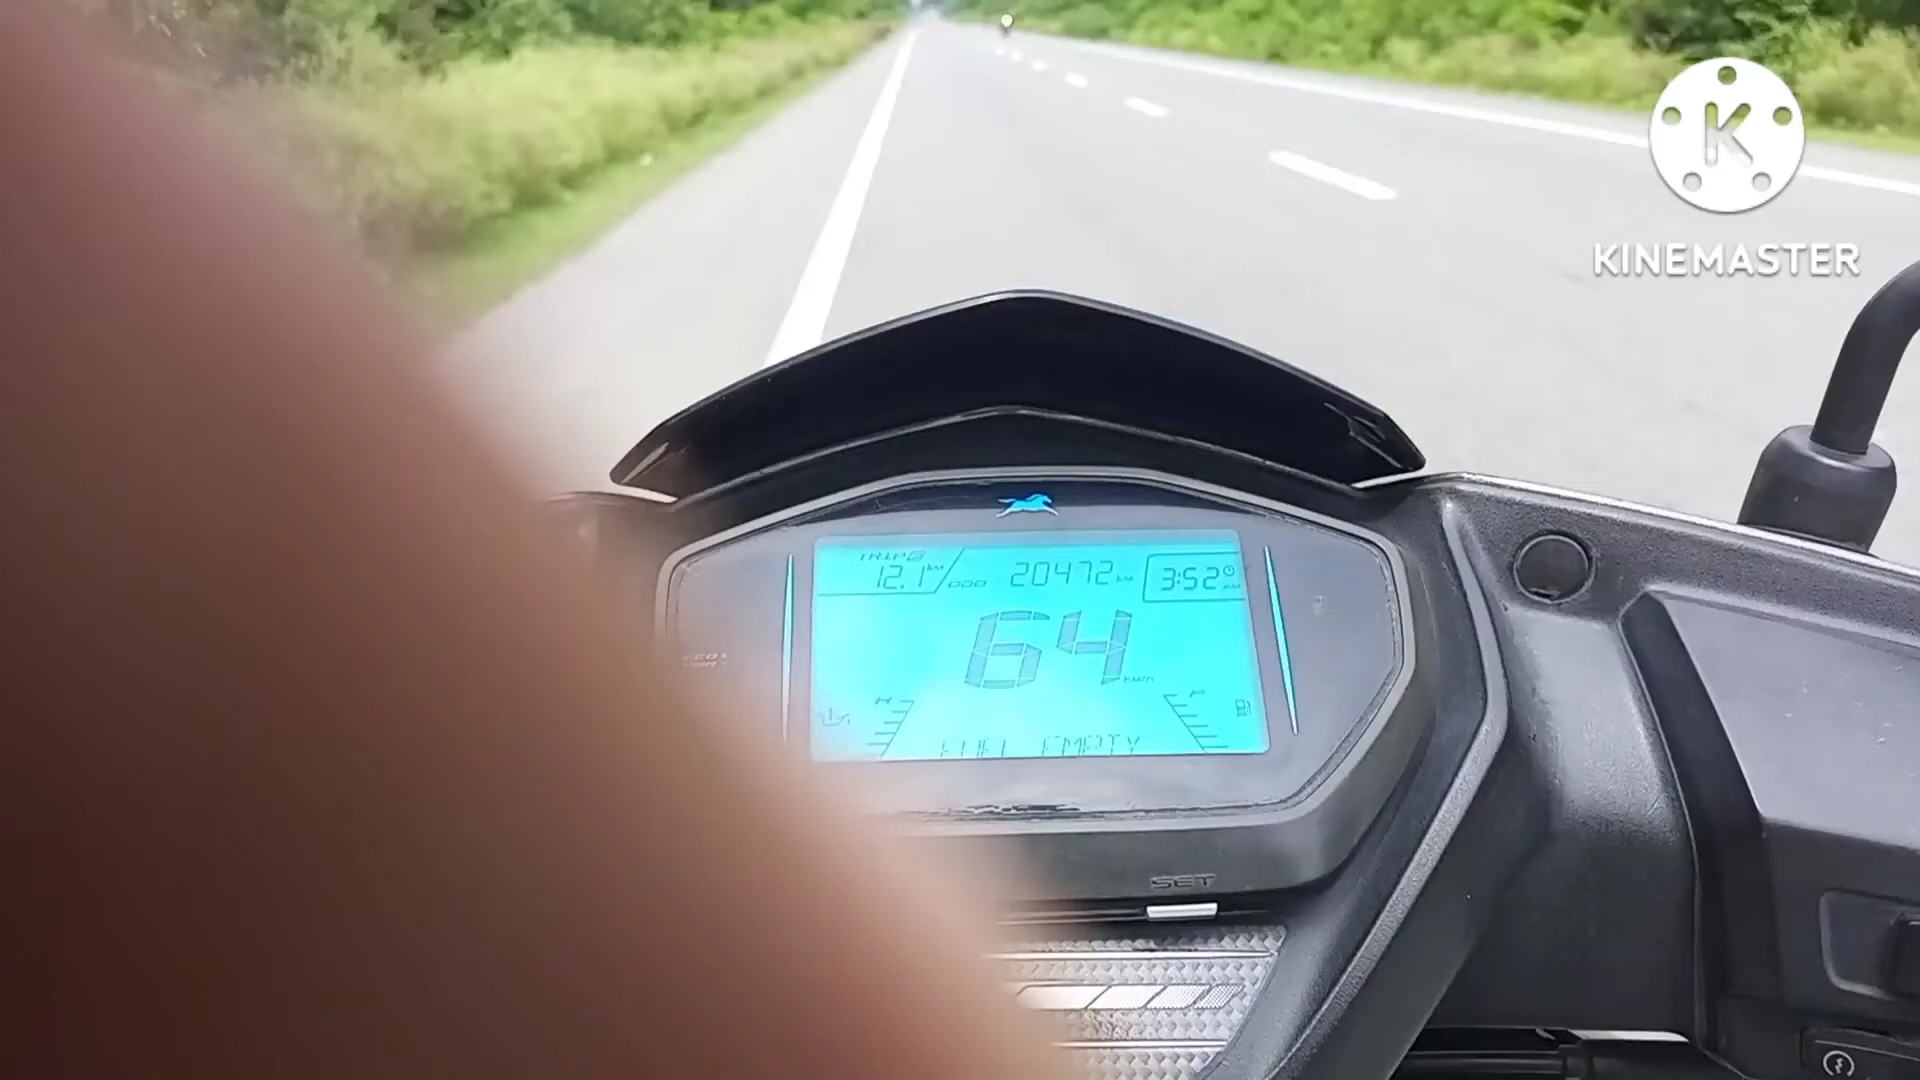 K
KINEMASTER
TRIP
12.1 km
20472 km
3:52
64
KM/H
H
F
FUEL EMPTY
SET